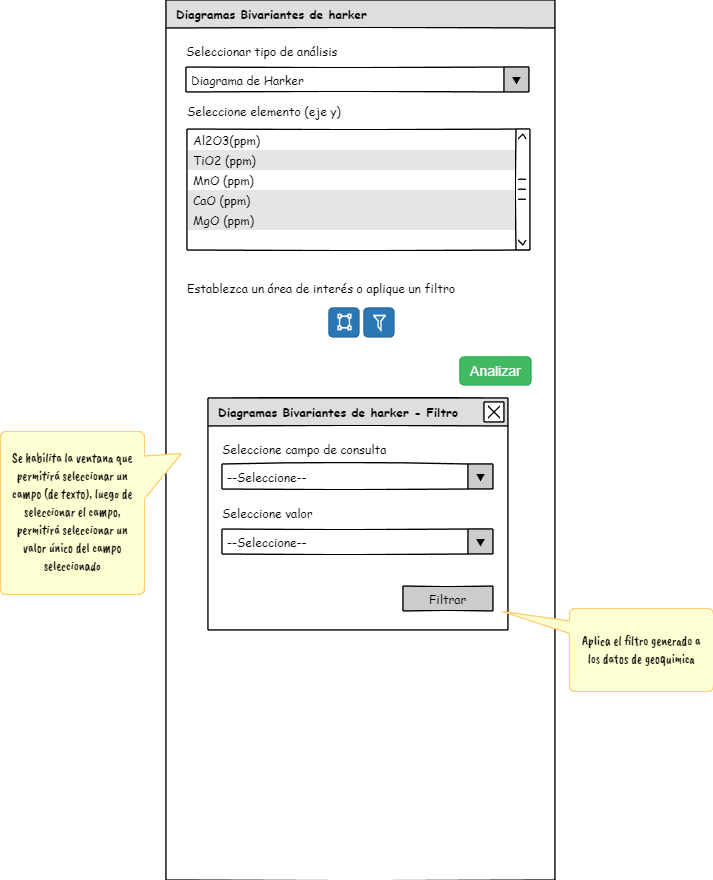 Diagramas Bivariantes de harker
Seleccionar tipo de análisis
Diagrama de Harker
Seleccione elemento (eje y)
Al2O3(ppm)
TiO2 (ppm)
MnO (ppm)
CaO (ppm)
MgO (ppm)
Establezca un área de interés o aplique un filtro
Analizar
Diagramas Bivariantes de harker - Filtro
Seleccione campo de consulta
--Seleccione--
Seleccione valor
--Seleccione--
Filtrar
Se habilita la ventana que
permitirá seleccionar un
campo (de texto), luego de
seleccionar el campo,
permitirá seleccionar un
valor único del campo
seleccionado
Aplica el filtro generado a
los datos de geoquimica